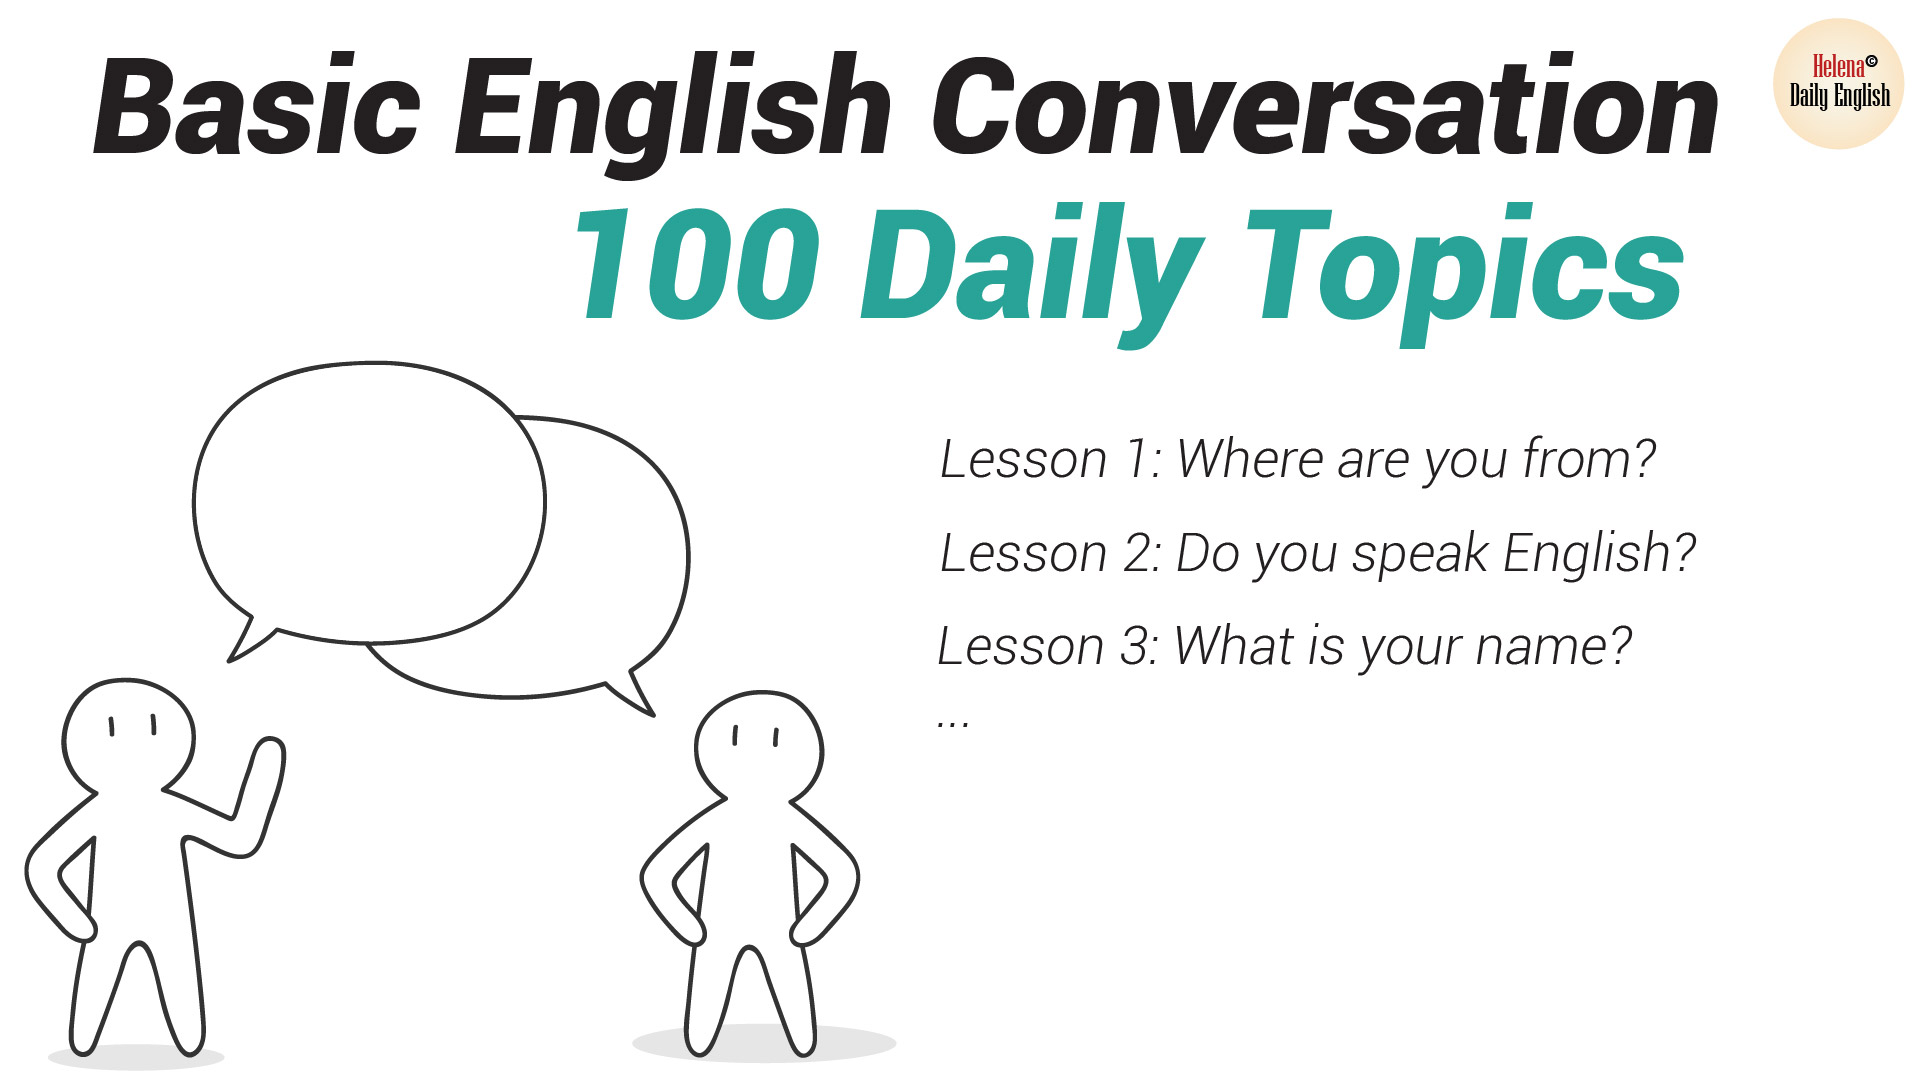 Basic English Conversation
100 Daily Topics
Helena©
Daily English
Lesson 1: Where are you from?
Lesson 2: Do you speak English?
Lesson 3: What is your name?
...